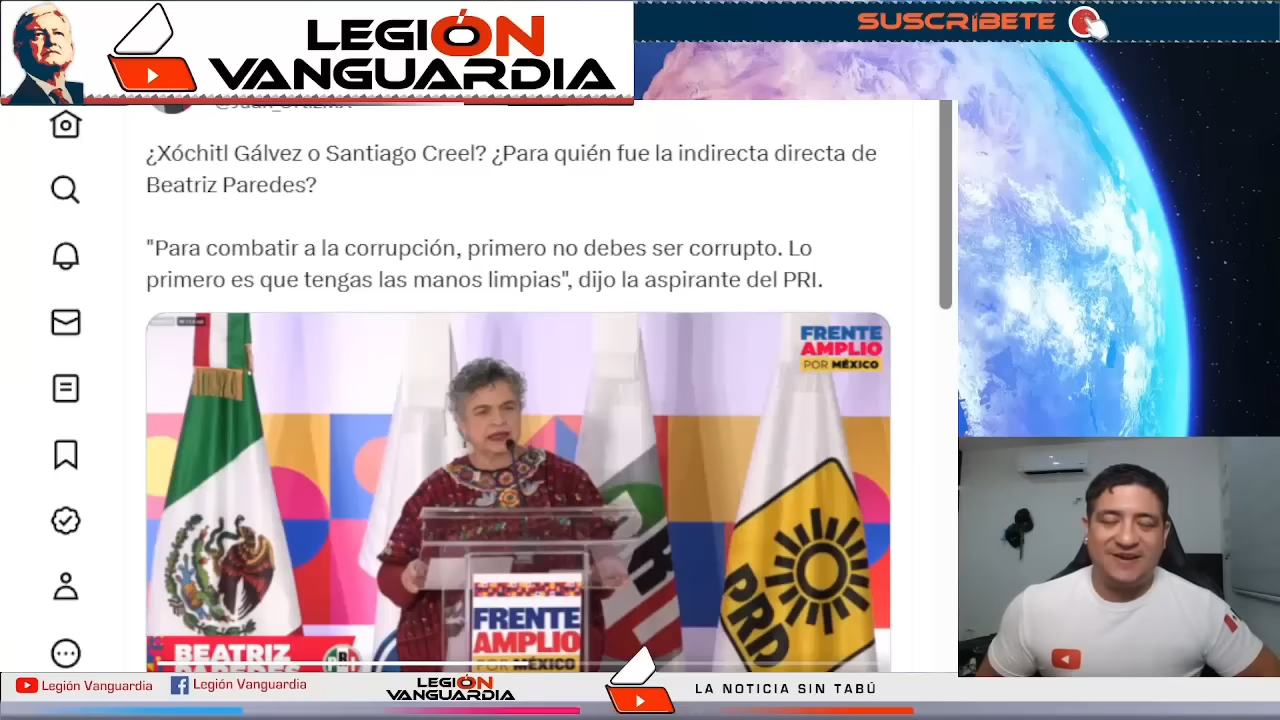 LEGIÓN
VANGUARDIA
SUSCRÍBETE
¿Xóchitl Gálvez o Santiago Creel? ¿Para quién fue la indirecta directa de
Beatriz Paredes?
"Para combatir a la corrupción, primero no debes ser corrupto. Lo
primero es que tengas las manos limpias", dijo la aspirante del PRI.
FRENTE
AMPLIO
POR MÉXICO
PRD
FRENTE
AMPLIO
POR MÉXICO
BEATRIZ
PAREDES
PRI
Legión Vanguardia
Legión Vanguardia
LEGIÓN
VANGUARDIA
LA NOTICIA SIN TABÚ